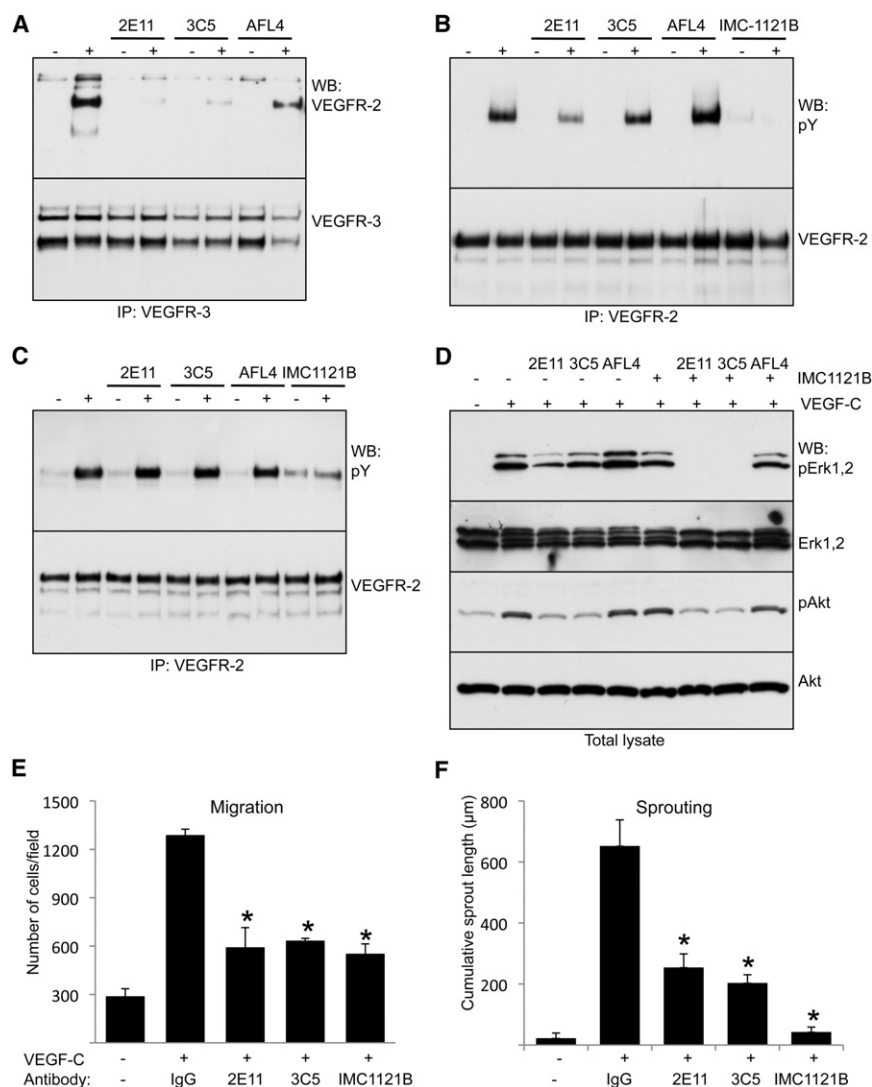 A
2E11 3C5 AFL4
- + - + - + - +
WB:
VEGFR-2
VEGFR-3
IP: VEGFR-3
B
2E11 3C5 AFL4 IMC-1121B
- + - + - + - + - +
WB:
pY
VEGFR-2
IP: VEGFR-2
C
2E11 3C5 AFL4 IMC1121B
- + - + - + - + - +
WB:
pY
VEGFR-2
IP: VEGFR-2
D
2E11 3C5 AFL4 2E11 3C5 AFL4
- - - - - + + + + IMC1121B
- + + + + + + + + VEGF-C
WB:
pErk1,2
Erk1,2
pAkt
Akt
Total lysate
E
Migration
Number of cells/field
1500
1200
900
600
300
* * *
VEGF-C - + + + +
Antibody: - IgG 2E11 3C5 IMC1121B
F
Sprouting
Cumulative sprout length (µm)
800
600
400
200
* * *
- + + + +
- IgG 2E11 3C5 IMC1121B